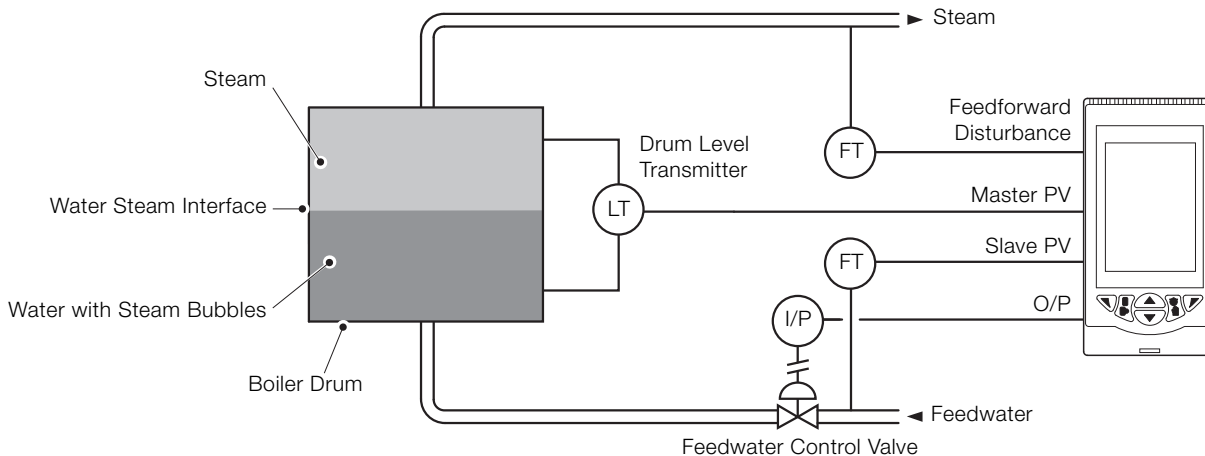 ► Steam
Steam
Feedforward
Disturbance
FT
Drum Level
Transmitter
Water Steam Interface
LT
Master PV
FT
Slave PV
Water with Steam Bubbles
I/P
O/P
Boiler Drum
◄ Feedwater
Feedwater Control Valve